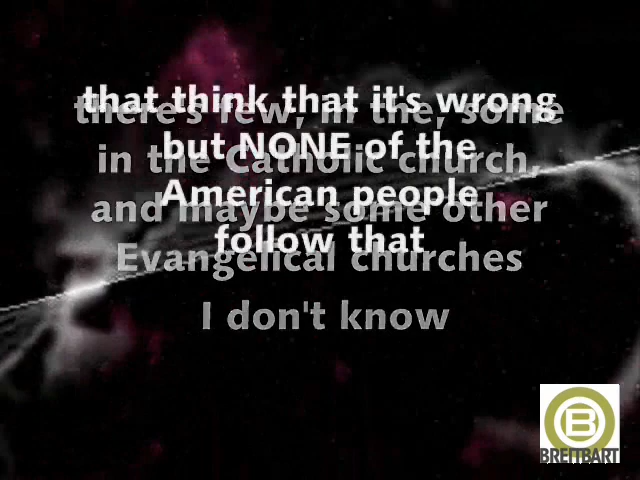 that think that it's wrong
but NONE of the
American people
follow that
there's few, in the, some
in the Catholic church,
and maybe some other
Evangelical churches
I don't know
BREITBART